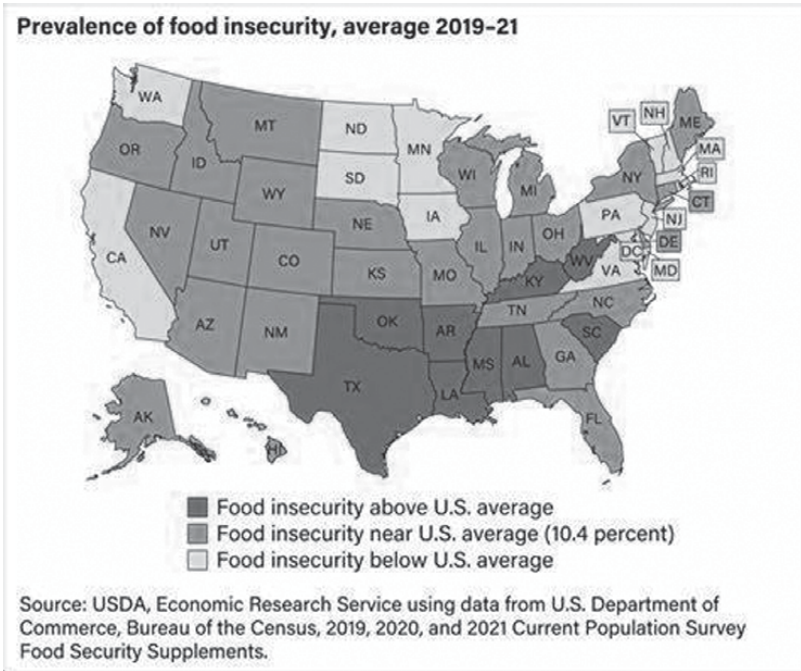 Prevalence of food insecurity, average 2019–21
WA
MT
ND
MN
VT
NH
ME
OR
ID
WY
SD
WI
MI
NY
MA
RI
CT
NV
UT
CO
NE
IA
IL
IN
OH
PA
NJ
DE
DC
MD
CA
KS
MO
KY
WV
VA
AZ
NM
OK
AR
TN
NC
SC
TX
LA
MS
AL
GA
FL
AK
HI
Food insecurity above U.S. average
Food insecurity near U.S. average (10.4 percent)
Food insecurity below U.S. average
Source: USDA, Economic Research Service using data from U.S. Department of
Commerce, Bureau of the Census, 2019, 2020, and 2021 Current Population Survey
Food Security Supplements.